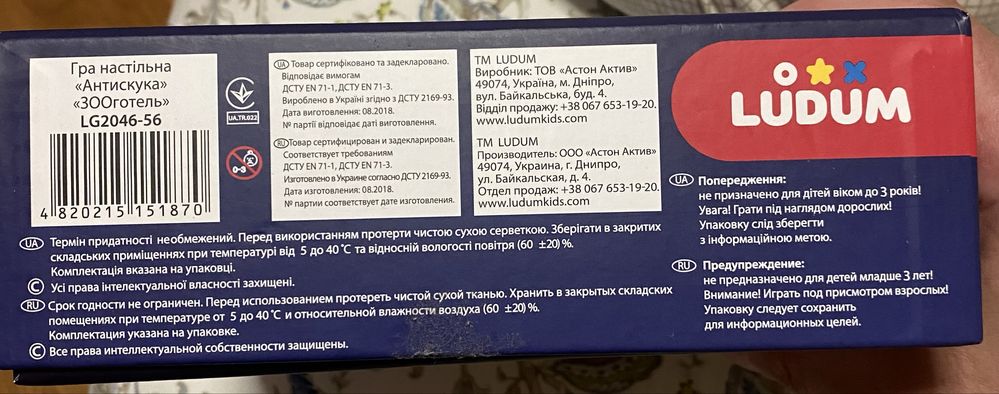 Гра настільна
«Антискука»
«ЗООготель»
LG2046-56
4 820215 151870
UA.TR.022
0-3
UA Товар сертифіковано та задекларовано.
Відповідає вимогам
ДСТУ EN 71-1, ДСТУ EN 71-3.
Вироблено в Україні згідно з ДСТУ 2169-93.
Дата виготовлення: 08.2018.
№ партії відповідає даті виготовлення.
RU Товар сертифицирован и задекларирован.
Соответствует требованиям
ДСТУ EN 71-1, ДСТУ EN 71-3.
Изготовлено в Украине согласно ДСТУ 2169-93.
Дата изготовления: 08.2018.
№ партии соответствует дате изготовления.
ТМ LUDUM
Виробник: ТОВ «Астон Актив»
49074, Україна, м. Дніпро,
вул. Байкальська, буд. 4.
Відділ продажу: +38 067 653-19-20.
www.ludumkids.com
ТМ LUDUM
Производитель: ООО «Астон Актив»
49074, Украина, г. Днипро,
ул. Байкальская, д. 4.
Отдел продаж: +38 067 653-19-20.
www.ludumkids.com
LUDUM
UA Попередження:
не призначено для дітей віком до 3 років!
Увага! Грати під наглядом дорослих!
Упаковку слід зберегти
з інформаційною метою.
RU Предупреждение:
не предназначено для детей младше 3 лет!
Внимание! Играть под присмотром взрослых!
Упаковку следует сохранить
для информационных целей.
UA Термін придатності необмежений. Перед використанням протерти чистою сухою серветкою. Зберігати в закритих
складських приміщеннях при температурі від 5 до 40 ˚С та відносній вологості повітря (60 ±20) %.
Комплектація вказана на упаковці.
© Усі права інтелектуальної власності захищені.
RU Срок годности не ограничен. Перед использованием протереть чистой сухой тканью. Хранить в закрытых складских
помещениях при температуре от 5 до 40 ˚С и относительной влажности воздуха (60 ±20) %.
Комплектация указана на упаковке.
© Все права интеллектуальной собственности защищены.